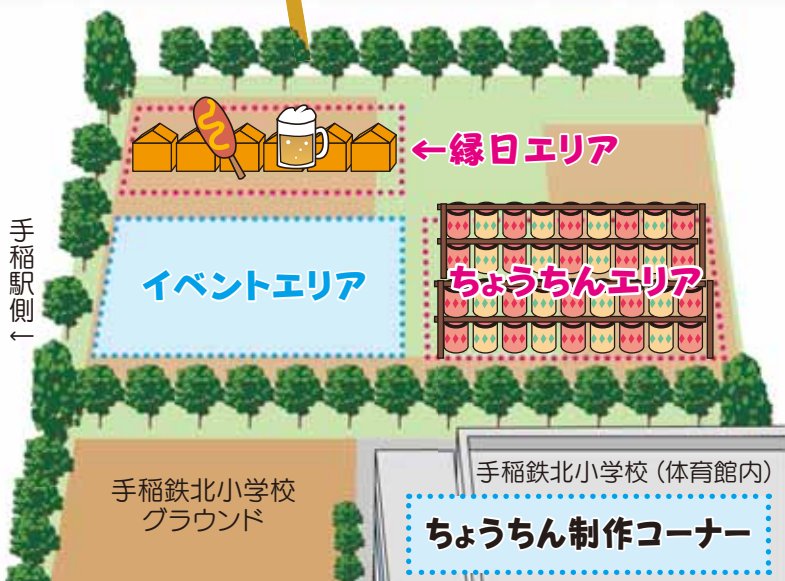 ←縁日エリア
イベントエリア
ちょうちんエリア
手稲駅側←
手稲鉄北小学校
グラウンド
手稲鉄北小学校（体育館内）
ちょうちん制作コーナー